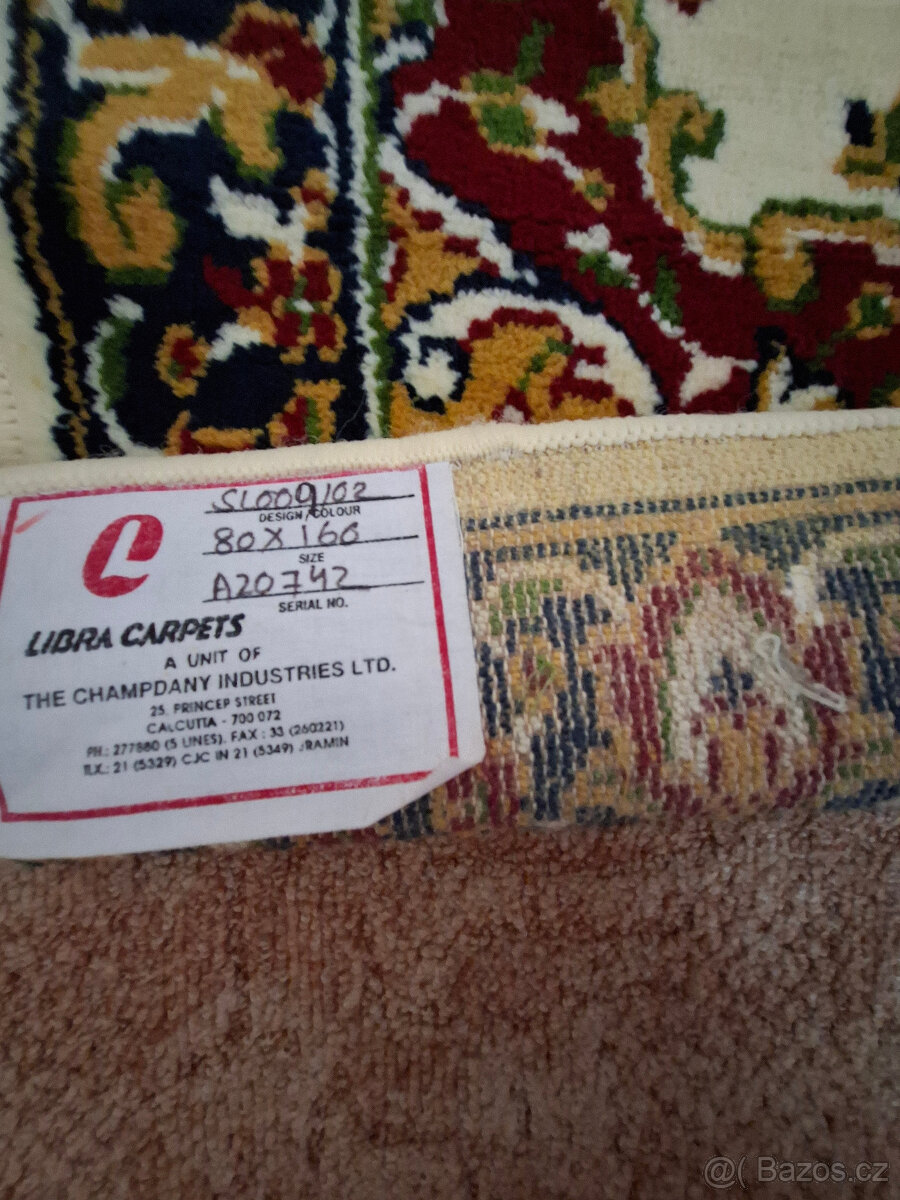 SL009/02
DESIGN/COLOUR
80X160
SIZE
A20742
SERIAL NO.
LIBRA CARPETS
A UNIT OF
THE CHAMPDANY INDUSTRIES LTD.
25, PRINCEP STREET
CALCUTTA - 700 072
PH.: 277880 (5 LINES), FAX : 33 (260221)
TLX.: 21 (5329) CJC IN 21 (5349) JRAMIN
@( Bazos.cz